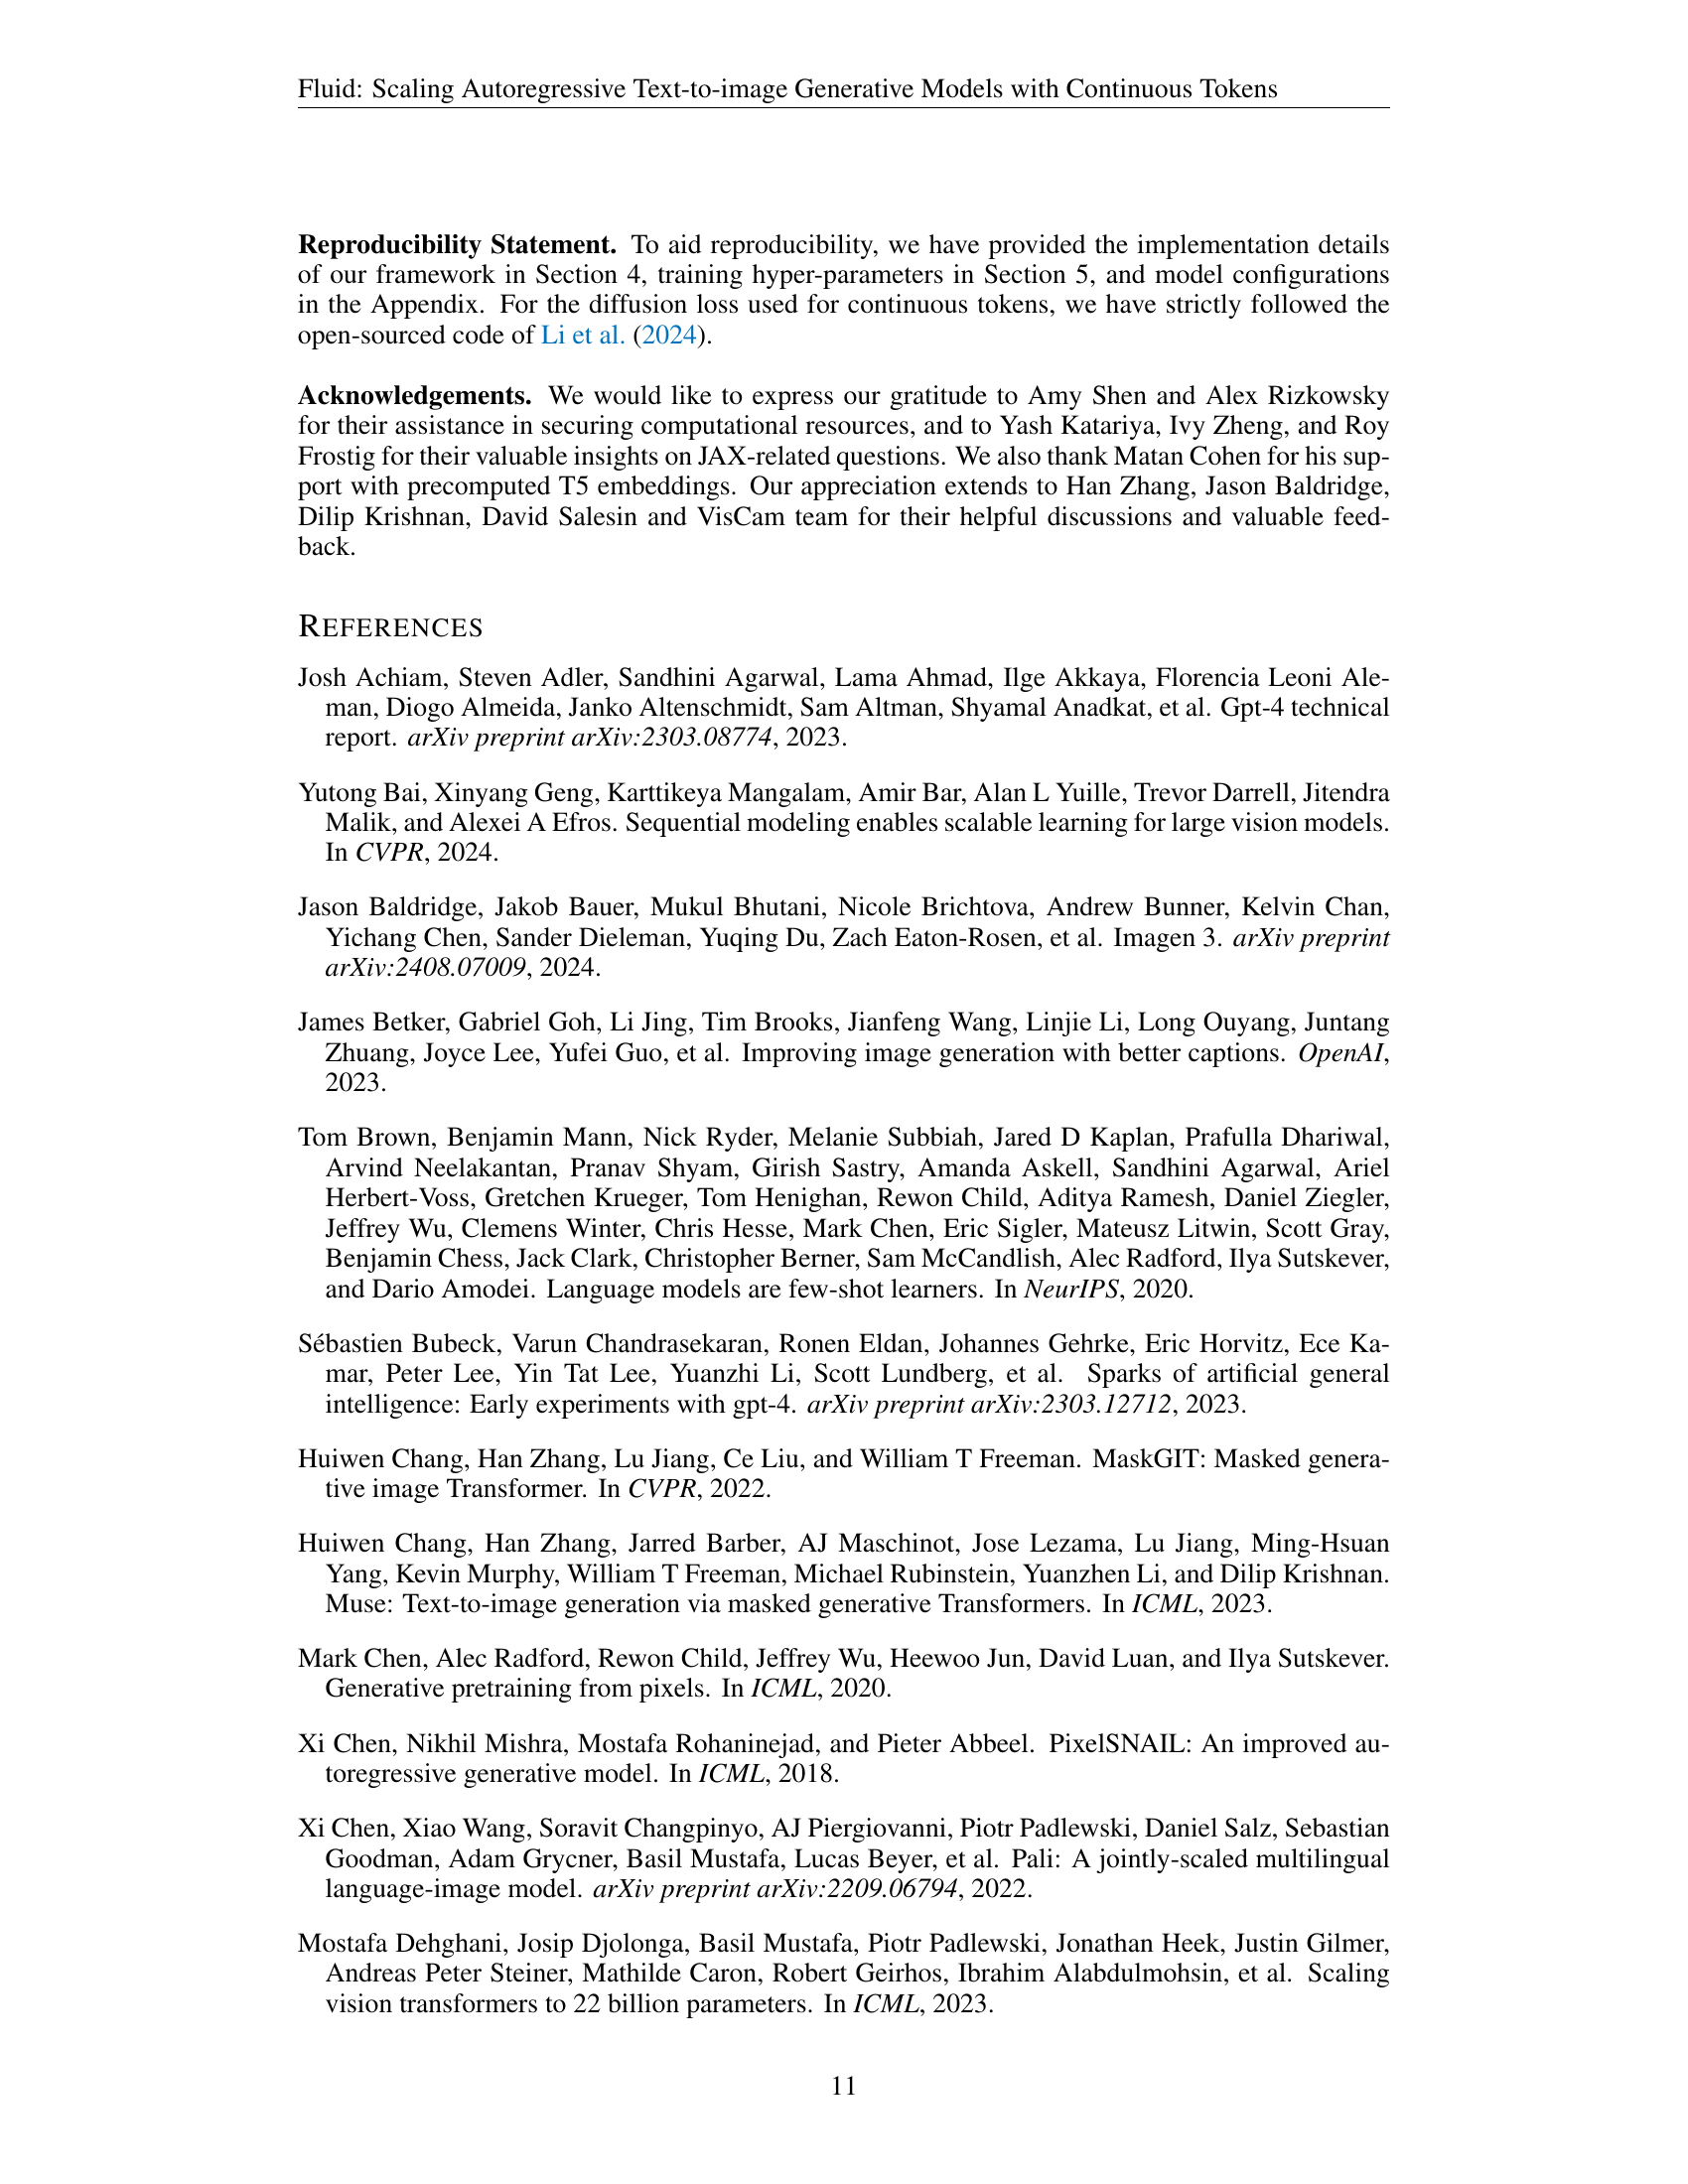 Fluid: Scaling Autoregressive Text-to-image Generative Models with Continuous Tokens
Reproducibility Statement. To aid reproducibility, we have provided the implementation details
of our framework in Section 4, training hyper-parameters in Section 5, and model configurations
in the Appendix. For the diffusion loss used for continuous tokens, we have strictly followed the
open-sourced code of Li et al. (2024).
Acknowledgements. We would like to express our gratitude to Amy Shen and Alex Rizkowsky
for their assistance in securing computational resources, and to Yash Katariya, Ivy Zheng, and Roy
Frostig for their valuable insights on JAX-related questions. We also thank Matan Cohen for his sup-
port with precomputed T5 embeddings. Our appreciation extends to Han Zhang, Jason Baldridge,
Dilip Krishnan, David Salesin and VisCam team for their helpful discussions and valuable feed-
back.
REFERENCES
Josh Achiam, Steven Adler, Sandhini Agarwal, Lama Ahmad, Ilge Akkaya, Florencia Leoni Ale-
man, Diogo Almeida, Janko Altenschmidt, Sam Altman, Shyamal Anadkat, et al. Gpt-4 technical
report. arXiv preprint arXiv:2303.08774, 2023.
Yutong Bai, Xinyang Geng, Karttikeya Mangalam, Amir Bar, Alan L Yuille, Trevor Darrell, Jitendra
Malik, and Alexei A Efros. Sequential modeling enables scalable learning for large vision models.
In CVPR, 2024.
Jason Baldridge, Jakob Bauer, Mukul Bhutani, Nicole Brichtova, Andrew Bunner, Kelvin Chan,
Yichang Chen, Sander Dieleman, Yuqing Du, Zach Eaton-Rosen, et al. Imagen 3. arXiv preprint
arXiv:2408.07009, 2024.
James Betker, Gabriel Goh, Li Jing, Tim Brooks, Jianfeng Wang, Linjie Li, Long Ouyang, Juntang
Zhuang, Joyce Lee, Yufei Guo, et al. Improving image generation with better captions. OpenAI,
2023.
Tom Brown, Benjamin Mann, Nick Ryder, Melanie Subbiah, Jared D Kaplan, Prafulla Dhariwal,
Arvind Neelakantan, Pranav Shyam, Girish Sastry, Amanda Askell, Sandhini Agarwal, Ariel
Herbert-Voss, Gretchen Krueger, Tom Henighan, Rewon Child, Aditya Ramesh, Daniel Ziegler,
Jeffrey Wu, Clemens Winter, Chris Hesse, Mark Chen, Eric Sigler, Mateusz Litwin, Scott Gray,
Benjamin Chess, Jack Clark, Christopher Berner, Sam McCandlish, Alec Radford, Ilya Sutskever,
and Dario Amodei. Language models are few-shot learners. In NeurIPS, 2020.
Sébastien Bubeck, Varun Chandrasekaran, Ronen Eldan, Johannes Gehrke, Eric Horvitz, Ece Ka-
mar, Peter Lee, Yin Tat Lee, Yuanzhi Li, Scott Lundberg, et al. Sparks of artificial general
intelligence: Early experiments with gpt-4. arXiv preprint arXiv:2303.12712, 2023.
Huiwen Chang, Han Zhang, Lu Jiang, Ce Liu, and William T Freeman. MaskGIT: Masked genera-
tive image Transformer. In CVPR, 2022.
Huiwen Chang, Han Zhang, Jarred Barber, AJ Maschinot, Jose Lezama, Lu Jiang, Ming-Hsuan
Yang, Kevin Murphy, William T Freeman, Michael Rubinstein, Yuanzhen Li, and Dilip Krishnan.
Muse: Text-to-image generation via masked generative Transformers. In ICML, 2023.
Mark Chen, Alec Radford, Rewon Child, Jeffrey Wu, Heewoo Jun, David Luan, and Ilya Sutskever.
Generative pretraining from pixels. In ICML, 2020.
Xi Chen, Nikhil Mishra, Mostafa Rohaninejad, and Pieter Abbeel. PixelSNAIL: An improved au-
toregressive generative model. In ICML, 2018.
Xi Chen, Xiao Wang, Soravit Changpinyo, AJ Piergiovanni, Piotr Padlewski, Daniel Salz, Sebastian
Goodman, Adam Grycner, Basil Mustafa, Lucas Beyer, et al. Pali: A jointly-scaled multilingual
language-image model. arXiv preprint arXiv:2209.06794, 2022.
Mostafa Dehghani, Josip Djolonga, Basil Mustafa, Piotr Padlewski, Jonathan Heek, Justin Gilmer,
Andreas Peter Steiner, Mathilde Caron, Robert Geirhos, Ibrahim Alabdulmohsin, et al. Scaling
vision transformers to 22 billion parameters. In ICML, 2023.
11